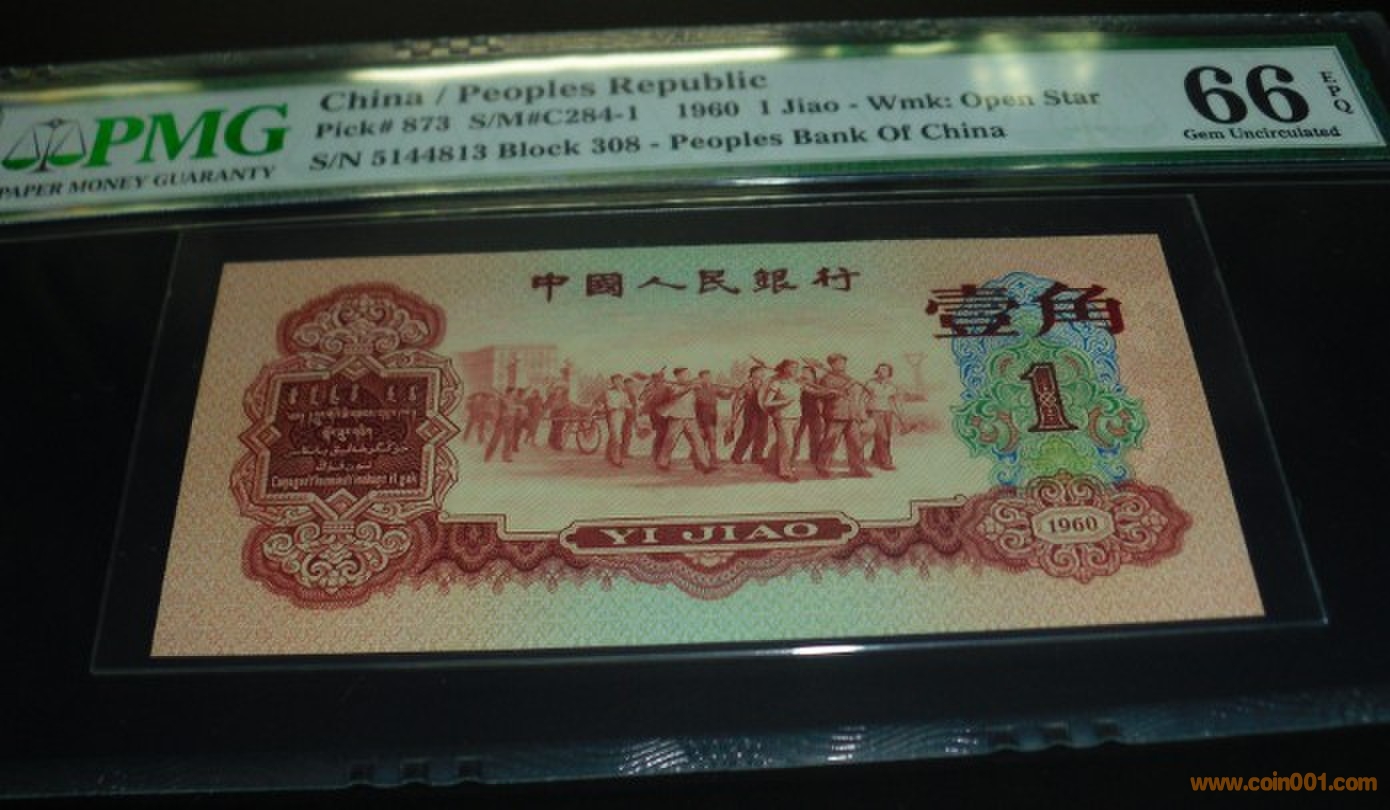 China / Peoples Republic
Pick# 873 S/M#C284-1 1960 1 Jiao - Wmk: Open Star
S/N 5144813 Block 308 - Peoples Bank Of China
PMG
PAPER MONEY GUARANTY
66
EPQ
Gem Uncirculated
中國人民銀行
壹角
1
YI JIAO
1960
www.coin001.com